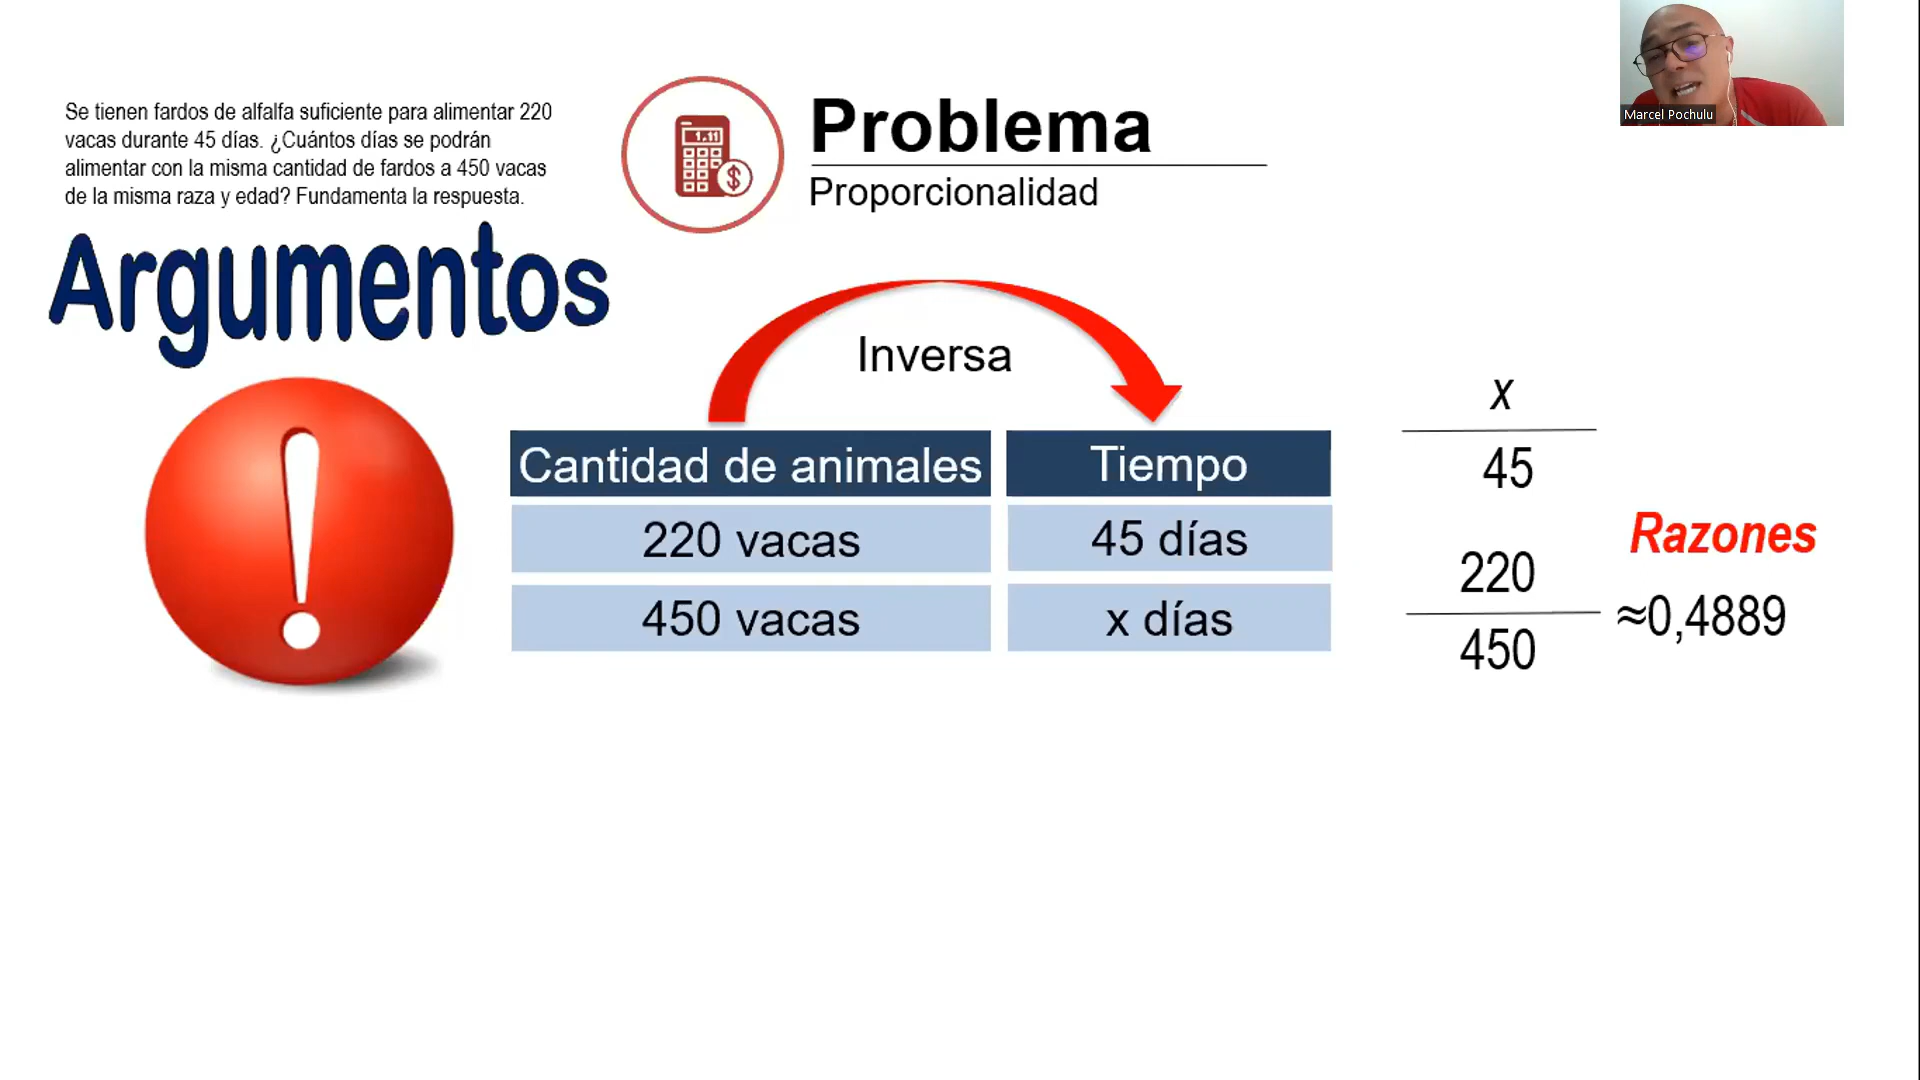 Se tienen fardos de alfalfa suficiente para alimentar 220
vacas durante 45 días. ¿Cuántos días se podrán
alimentar con la misma cantidad de fardos a 450 vacas
de la misma raza y edad? Fundamenta la respuesta.
Argumentos
1.11
$
Problema
Proporcionalidad
Marcel Pochulu
Inversa
Cantidad de animales Tiempo
220 vacas 45 días
450 vacas x días
x
45
Razones
220
≈0,4889
450